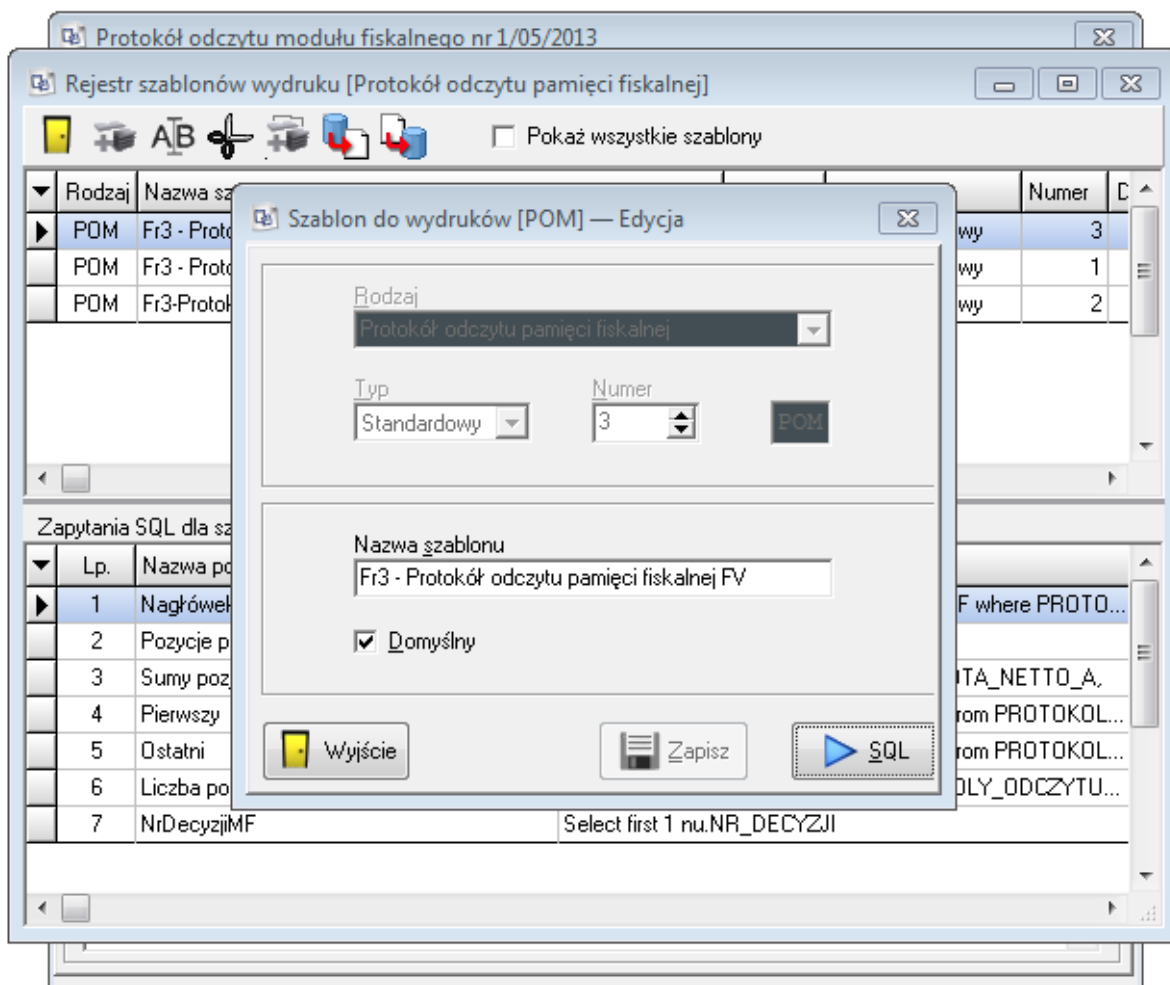 Protokół odczytu modułu fiskalnego nr 1/05/2013
Rejestr szablonów wydruku [Protokół odczytu pamięci fiskalnej]
AB Pokaż wszystkie szablony
Rodzaj Nazwa sz Numer D
POM Fr3 - Proto wy 3
POM Fr3 - Proto wy 1
POM Fr3-Protok wy 2
Szablon do wydruków [POM] — Edycja
Rodzaj
Protokół odczytu pamięci fiskalnej
Typ Numer
Standardowy 3 POM
Nazwa szablonu
Fr3 - Protokół odczytu pamięci fiskalnej FV
Domyślny
Wyjście Zapisz SQL
Zapytania SQL dla sz
Lp. Nazwa po
1 Nagłówek F where PROTO...
2 Pozycje p
3 Sumy poz OTA_NETTO_A,
4 Pierwszy rom PROTOKOL...
5 Ostatni rom PROTOKOL...
6 Liczba po OLY_ODCZYTU...
7 NrDecyzjiMF Select first 1 nu.NR_DECYZJI